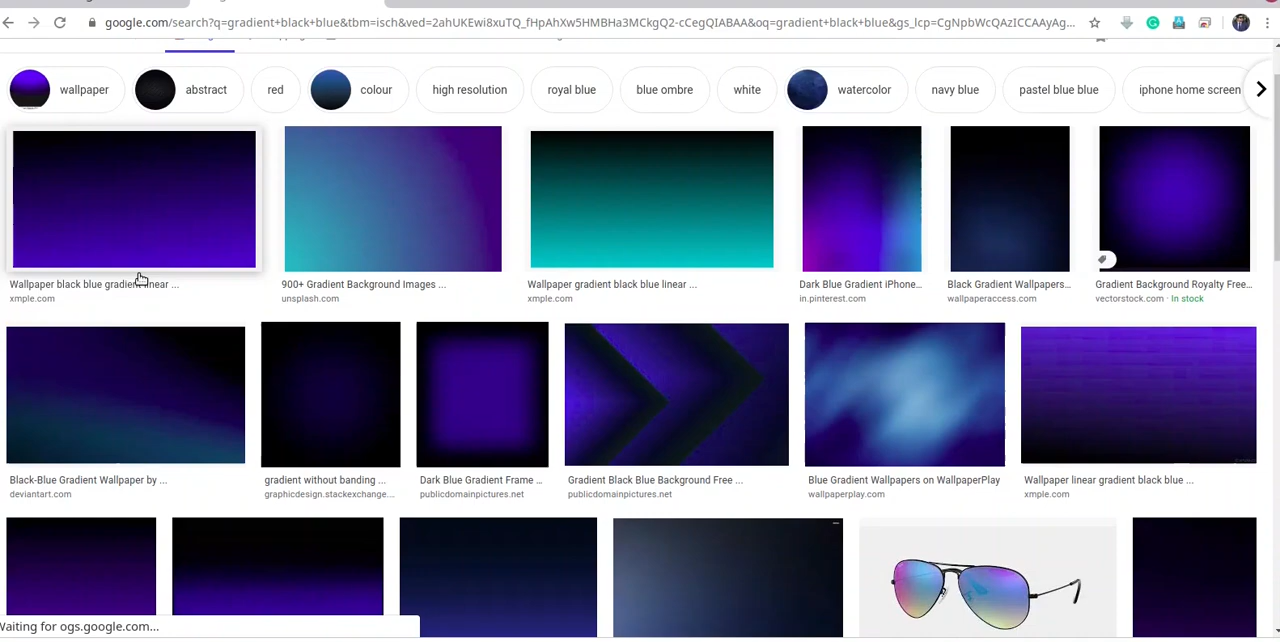 google.com/search?q=gradient+black+blue&tbm=isch&ved=2ahUKEwi8xuTQ_fHpAhXw5HMBHa3MCkgQ2-cCegQIABAA&oq=gradient+black+blue&gs_lcp=CgNpbWcQAzICCAAyAg...
wallpaper abstract red colour high resolution royal blue blue ombre white watercolor navy blue pastel blue blue iphone home screen
Wallpaper black blue gradient linear ... 900+ Gradient Background Images ... Wallpaper gradient black blue linear ... Dark Blue Gradient iPhone... Black Gradient Wallpapers... Gradient Background Royalty Free...
xmple.com unsplash.com xmple.com in.pinterest.com wallpaperaccess.com vectorstock.com · In stock
Black-Blue Gradient Wallpaper by ... gradient without banding ... Dark Blue Gradient Frame ... Gradient Black Blue Background Free ... Blue Gradient Wallpapers on WallpaperPlay Wallpaper linear gradient black blue ...
deviantart.com graphicdesign.stackexchange... publicdomainpictures.net publicdomainpictures.net wallpaperplay.com xmple.com
Waiting for ogs.google.com...